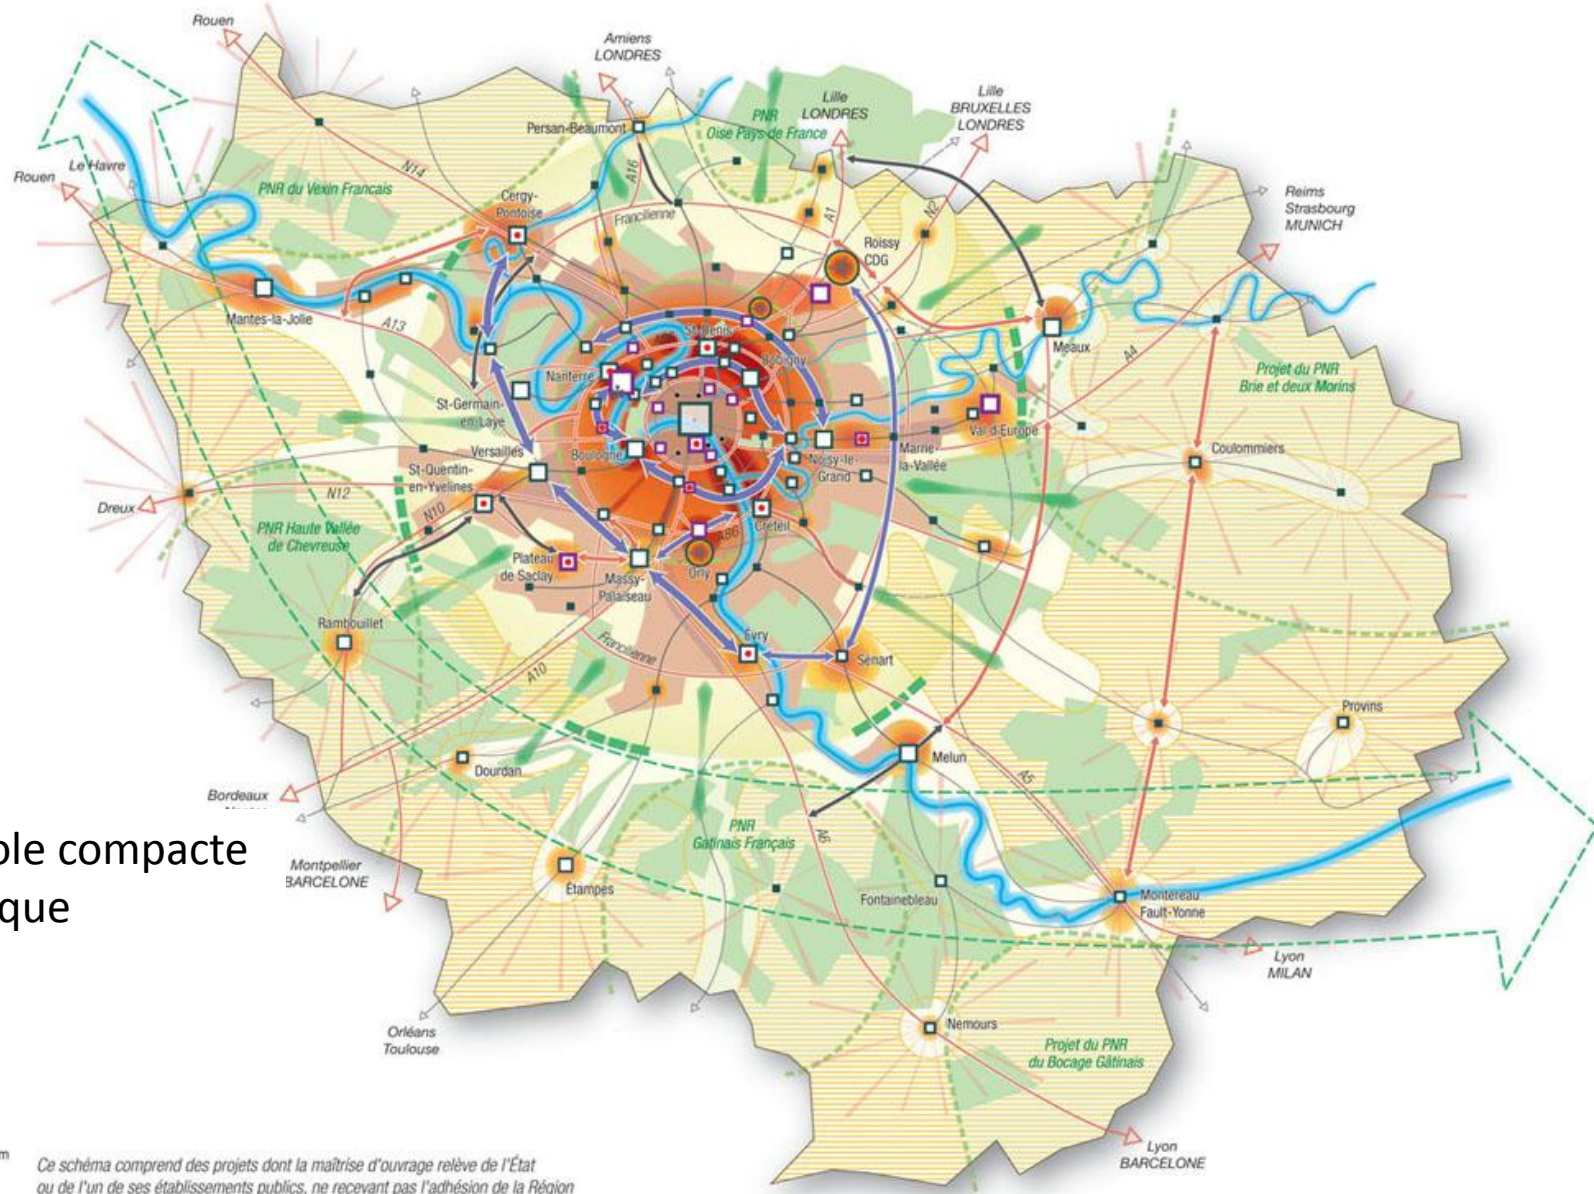 Rouen
Amiens
LONDRES
Lille
LONDRES
Lille
BRUXELLES
LONDRES
PNR
Oise Pays de France
Persan-Beaumont
A16
N14
Le Havre
Rouen
PNR du Vexin Francais
Cergy-
Pontoise
Francilienne
A1
N2
Reims
Strasbourg
MUNICH
Roissy
CDG
Mantes-la-Jolie
A13
St-Denis
Bobigny
Meaux
A4
Nanterre
Projet du PNR
Brie et deux Morins
St-Germain-
en-Laye
Val d'Europe
Versailles
Boulogne
Noisy-le-
Grand
Marne-
la-Vallée
Coulommiers
St-Quentin-
en-Yvelines
N12
N10
Dreux
PNR Haute Vallée
de Chevreuse
Créteil
A86
Plateau
de Saclay
Massy-
Palaiseau
Orly
Rambouillet
Évry
Francilienne
Sénart
A10
Provins
Melun
Dourdan
A5
Bordeaux
PNR
Gatinais Français
A6
ole compacte
Montpellier
BARCELONE
Étampes
que
Fontainebleau
Montereau
Fault-Yonne
Lyon
MILAN
Orléans
Toulouse
Nemours
Projet du PNR
du Bocage Gâtinais
Lyon
BARCELONE
m
Ce schéma comprend des projets dont la maîtrise d'ouvrage relève de l'État
ou de l'un de ses établissements publics, ne recevant pas l'adhésion de la Région